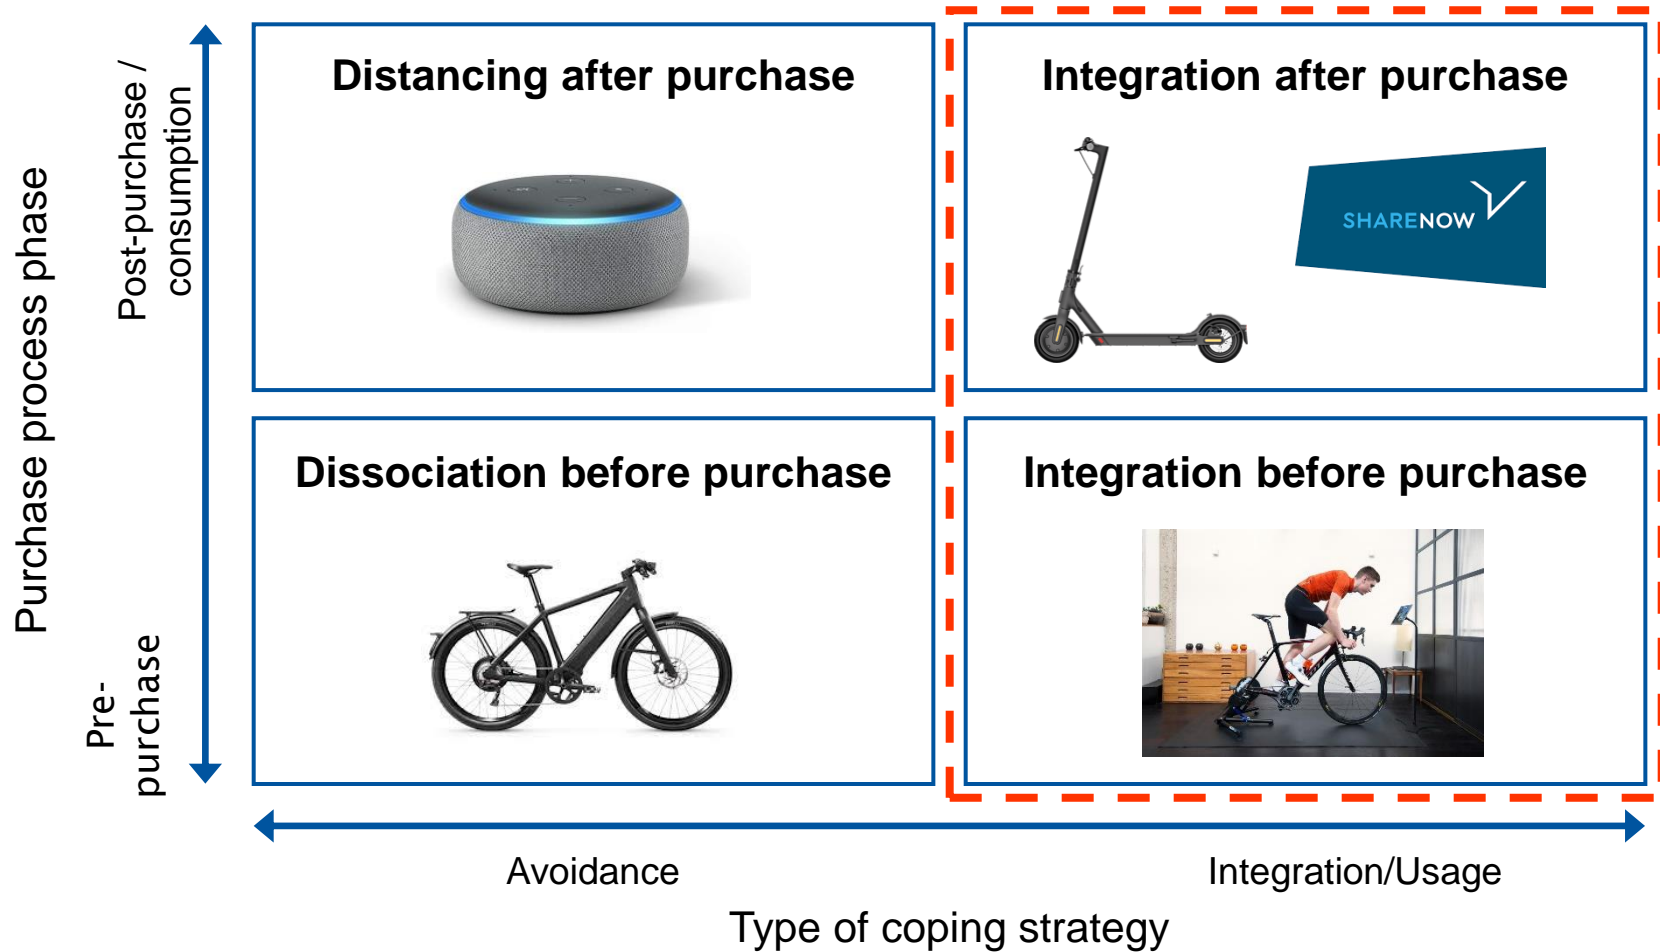 Purchase process phase
Post-purchase /
consumption
Pre-
purchase
Distancing after purchase
Integration after purchase
SHARENOW
Dissociation before purchase
Integration before purchase
Avoidance
Integration/Usage
Type of coping strategy